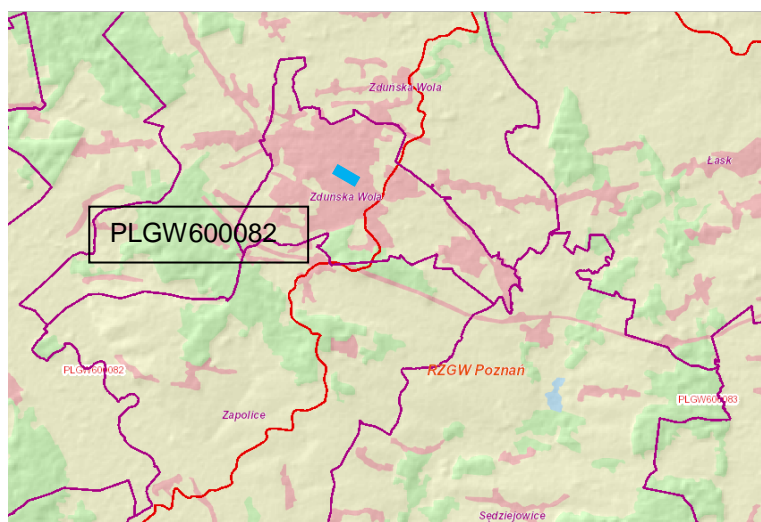 Zduńska Wola
Łask
Zduńska Wola
PLGW600082
PLGW600082
RZGW Poznań
PLGW600083
Zapolice
Sędziejowice